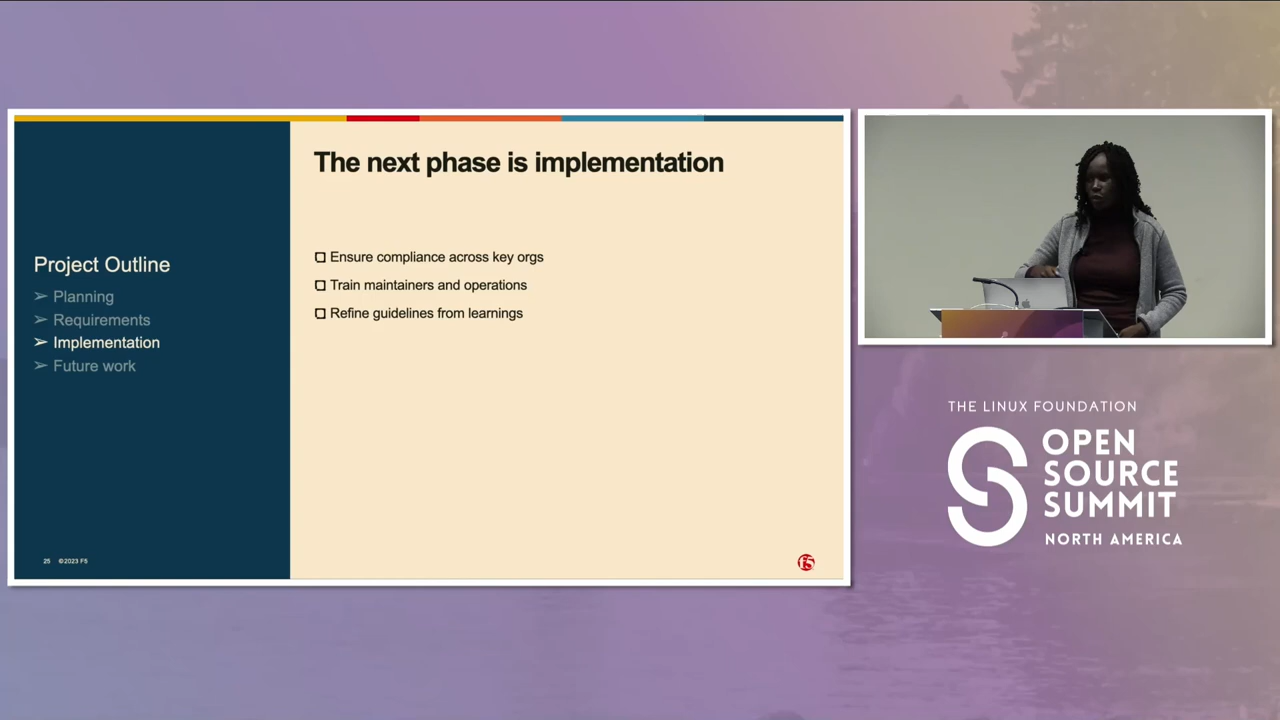 The next phase is implementation
Project Outline
➢ Planning
➢ Requirements
➢ Implementation
➢ Future work
❑ Ensure compliance across key orgs
❑ Train maintainers and operations
❑ Refine guidelines from learnings
25 ©2023 F5
f5
THE LINUX FOUNDATION
OPEN
SOURCE
SUMMIT
NORTH AMERICA